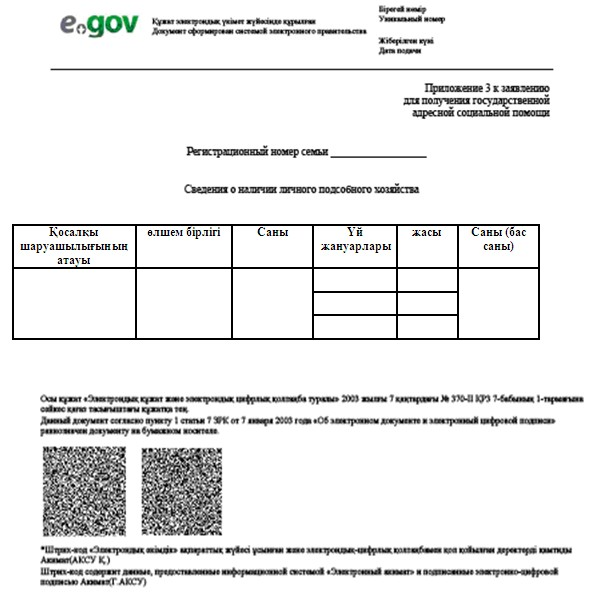 e.gov
Құжат электрондық үкімет жүйесінде құрылған
Документ сформирован системой электронного правительства
Бірегей нөмір
Уникальный номер
Жіберілген күні
Дата подачи
Приложение 3 к заявлению
для получения государственной
адресной социальной помощи
Регистрационный номер семьи ________________
Сведения о наличии личного подсобного хозяйства
Қосалқы шаруашылығының атауы
өлшем бірлігі
Саны
Үй жануарлары
жасы
Саны (бас саны)
Осы құжат «Электрондық құжат және электрондық цифрлық қолтаңба туралы» 2003 жылғы 7 қаңтардағы № 370-II ҚРЗ 7-бабының 1-тармағына
сәйкес қағаз тасығыштағы құжатқа тең.
Данный документ согласно пункту 1 статьи 7 ЗРК от 7 января 2003 года «Об электронном документе и электронной цифровой подписи»
равнозначен документу на бумажном носителе.
*Штрих-код «Электрондық әкімдік» ақпараттық жүйесі ұсынған және электрондық-цифрлық қолтаңбамен қол қойылған деректерді қамтиды
Акимат(АКСУ Қ.)
Штрих-код содержит данные, предоставленные информационной системой «Электронный акимат» и подписанные электронно-цифровой
подписью Акимат(Г.АКСУ)